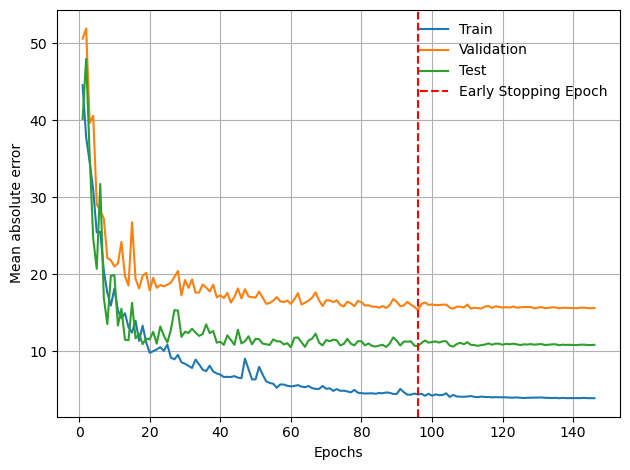 Train
Validation
Test
Early Stopping Epoch
Mean absolute error
50
40
30
20
10
0 20 40 60 80 100 120 140
Epochs